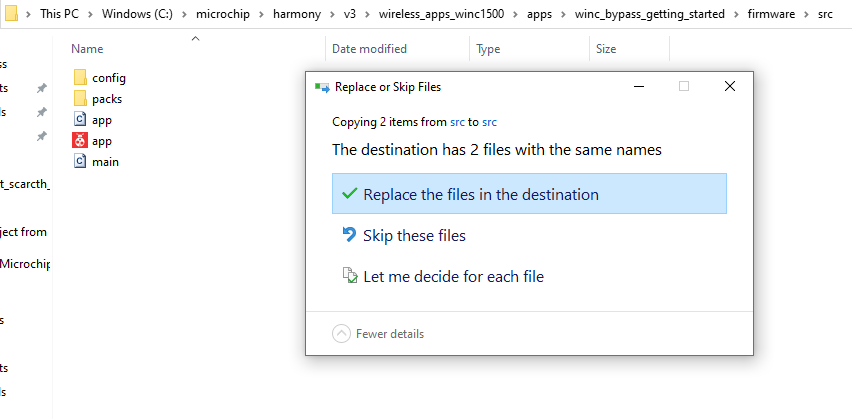 This PC > Windows (C:) > microchip > harmony > v3 > wireless_apps_winc1500 > apps > winc_bypass_getting_started > firmware > src
Name Date modified Type Size
config
packs
app
app
main
Replace or Skip Files
Copying 2 items from src to src
The destination has 2 files with the same names
Replace the files in the destination
Skip these files
Let me decide for each file
Fewer details
ss
ts
ls
t_scarcth_
ject from
Microchip
s
ts
ls